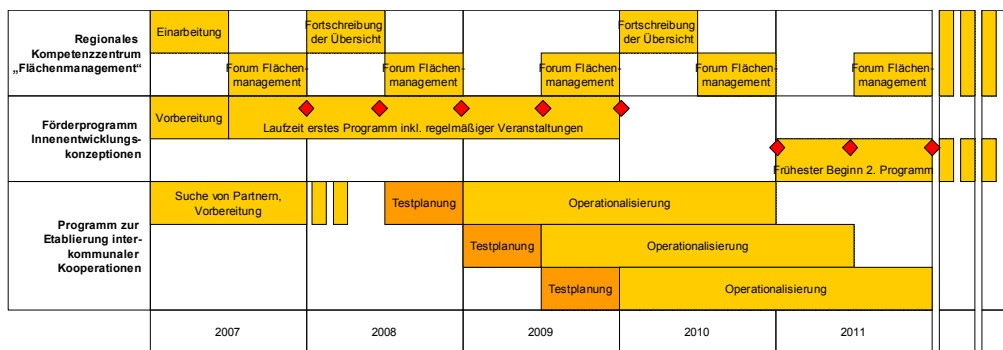 Regionales
Kompetenzzentrum
„Flächenmanagement“
Einarbeitung
Fortschreibung
der Übersicht
Fortschreibung
der Übersicht
Forum Flächen-
management
Forum Flächen-
management
Forum Flächen-
management
Forum Flächen-
management
Forum Flächen-
management
Förderprogramm
Innenentwicklungs-
konzeptionen
Vorbereitung
Laufzeit erstes Programm inkl. regelmäßiger Veranstaltungen
Frühester Beginn 2. Programm
Programm zur
Etablierung inter-
kommunaler
Kooperationen
Suche von Partnern,
Vorbereitung
Testplanung
Operationalisierung
Testplanung
Operationalisierung
Testplanung
Operationalisierung
2007
2008
2009
2010
2011